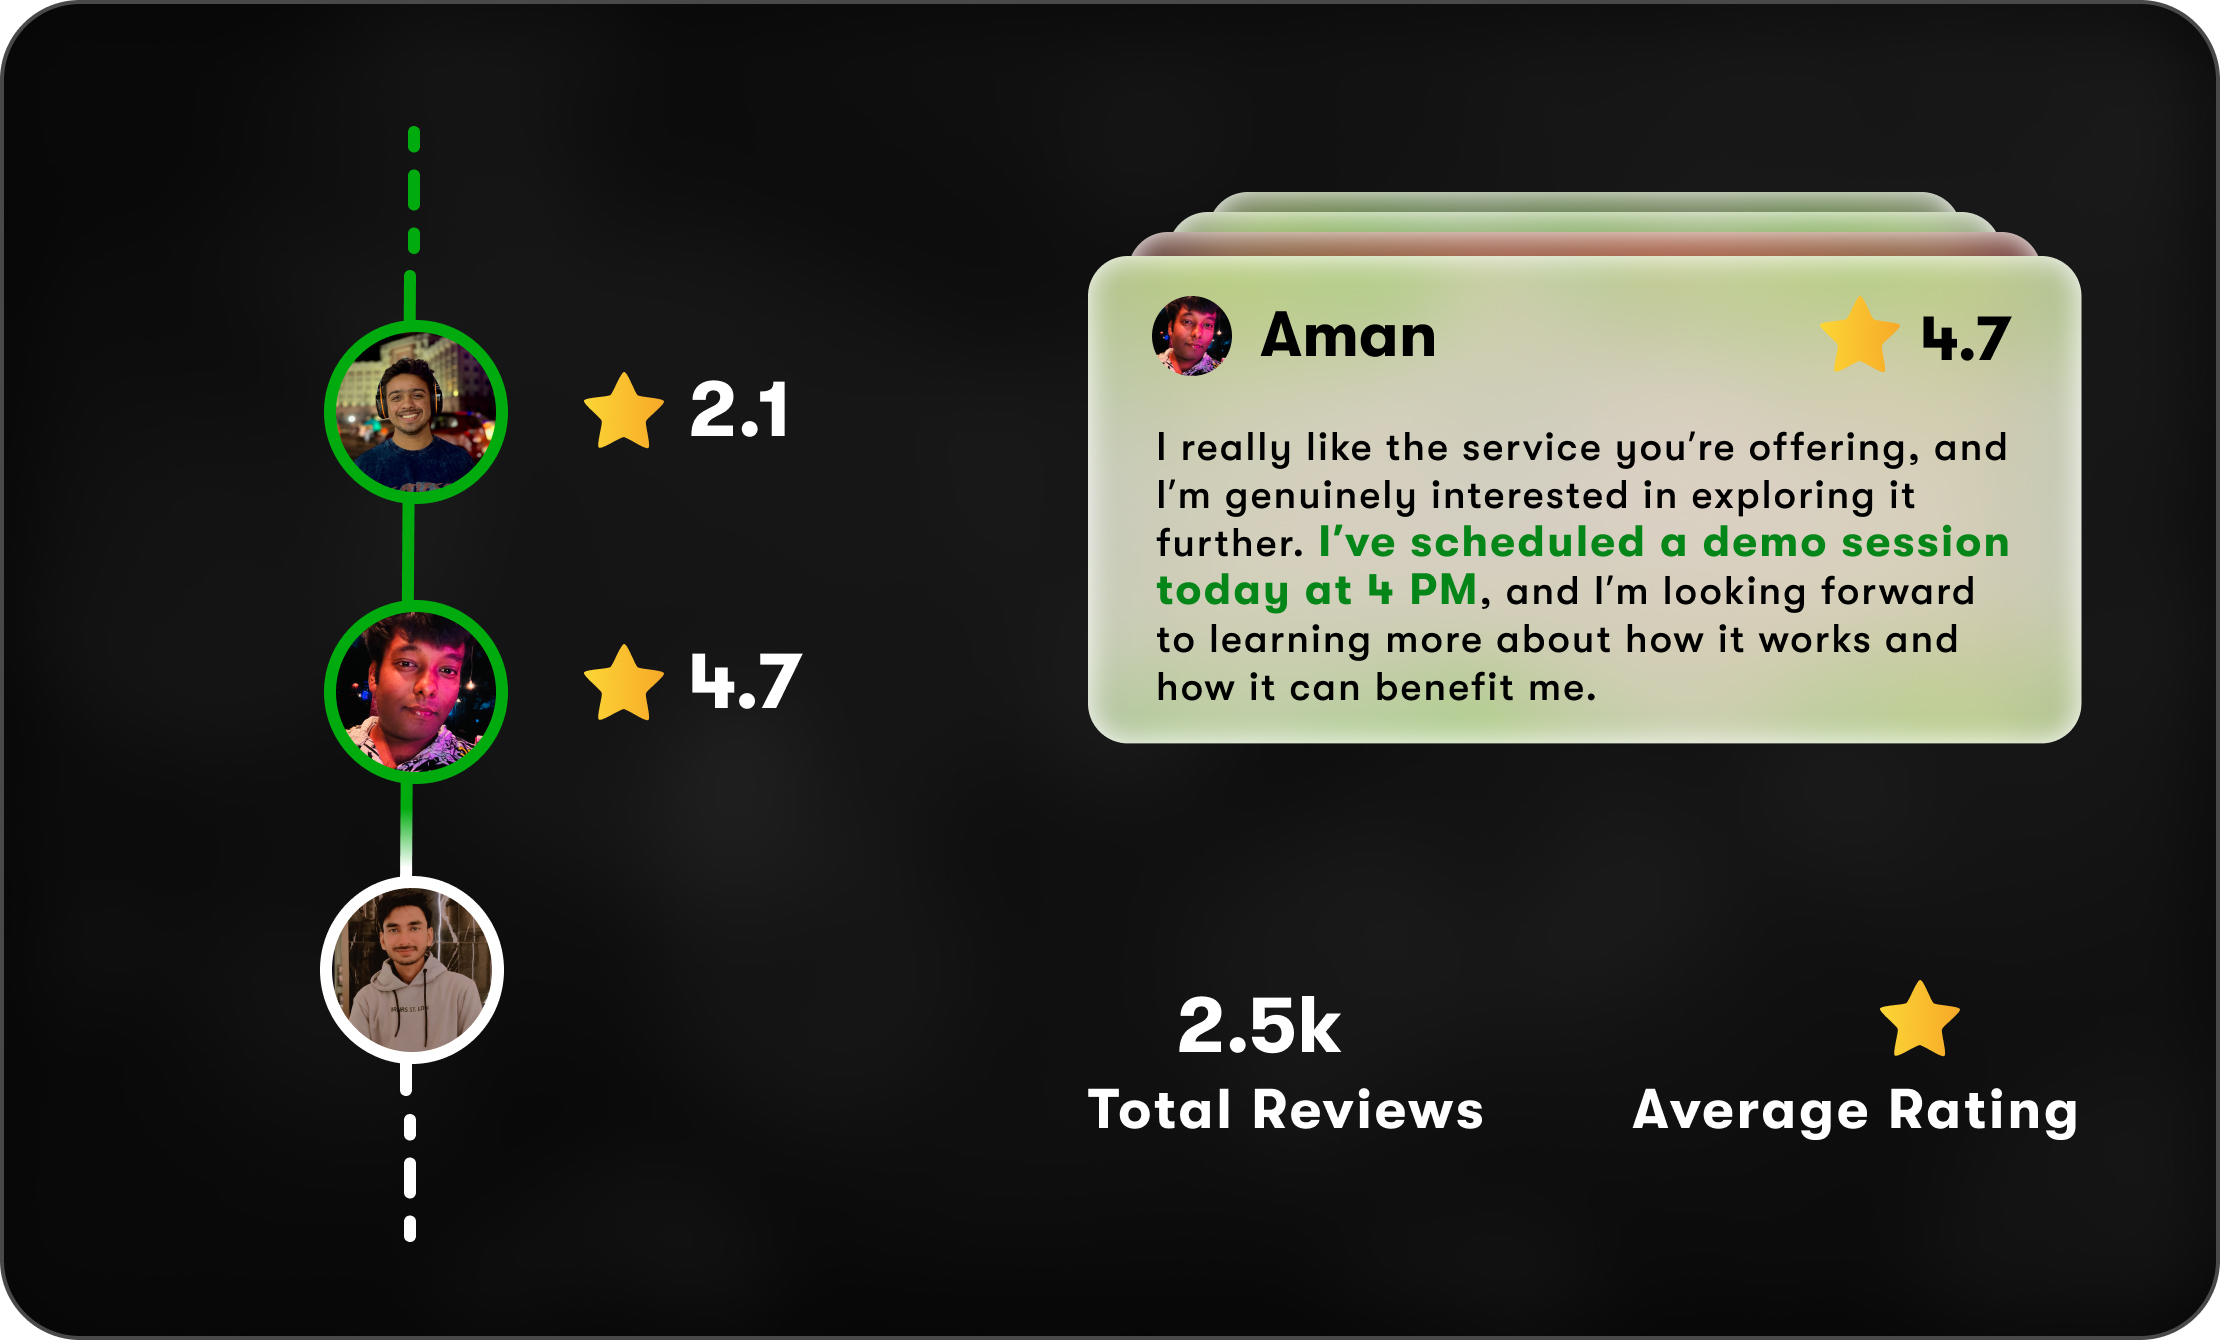 2.1
4.7
Aman
4.7
I really like the service you're offering, and
I'm genuinely interested in exploring it
further. I've scheduled a demo session
today at 4 PM, and I'm looking forward
to learning more about how it works and
how it can benefit me.
2.5k
Total Reviews
Average Rating